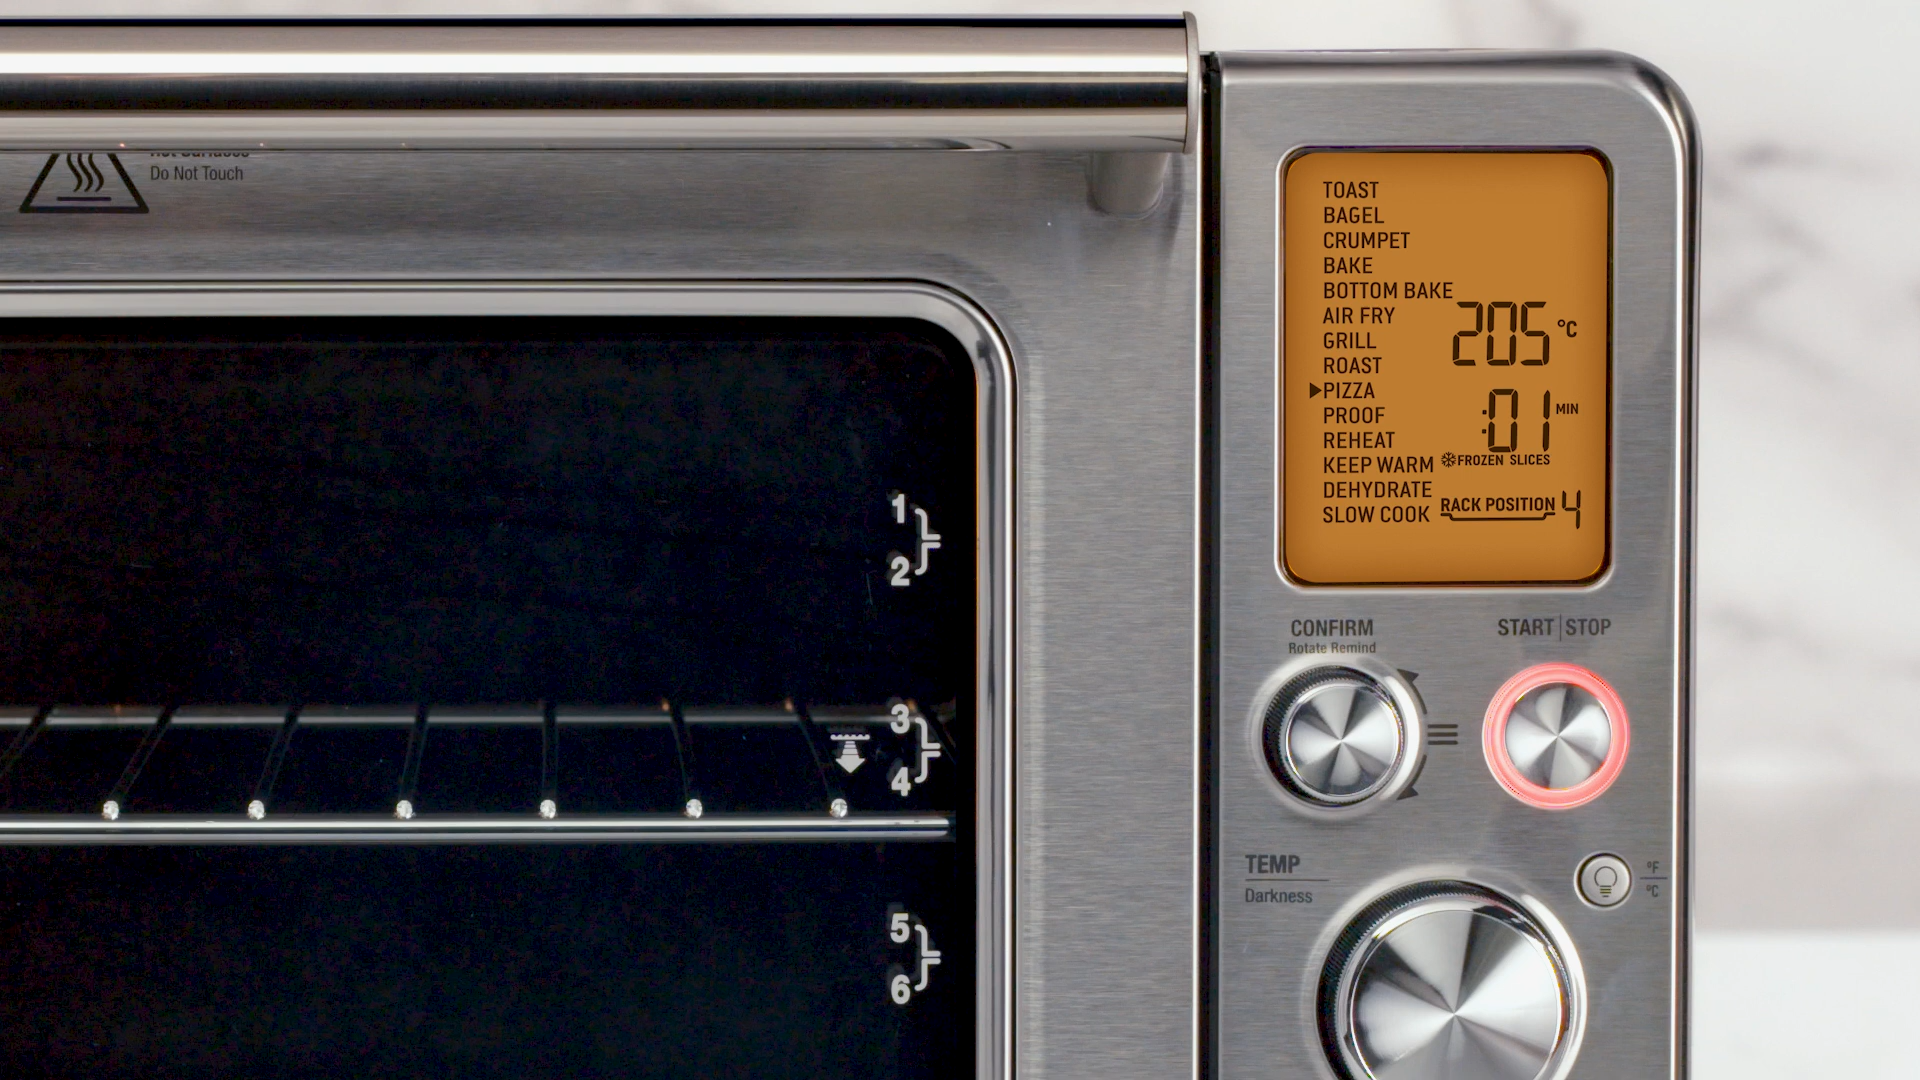 Hot Surfaces
Do Not Touch
1
2
3
4
5
6
TOAST
BAGEL
CRUMPET
BAKE
BOTTOM BAKE
AIR FRY
GRILL
ROAST
PIZZA
PROOF
REHEAT
KEEP WARM
DEHYDRATE
SLOW COOK
205 °C
:01 MIN
FROZEN SLICES
RACK POSITION 4
CONFIRM
Rotate Remind
START|STOP
TEMP
Darkness
°F
°C